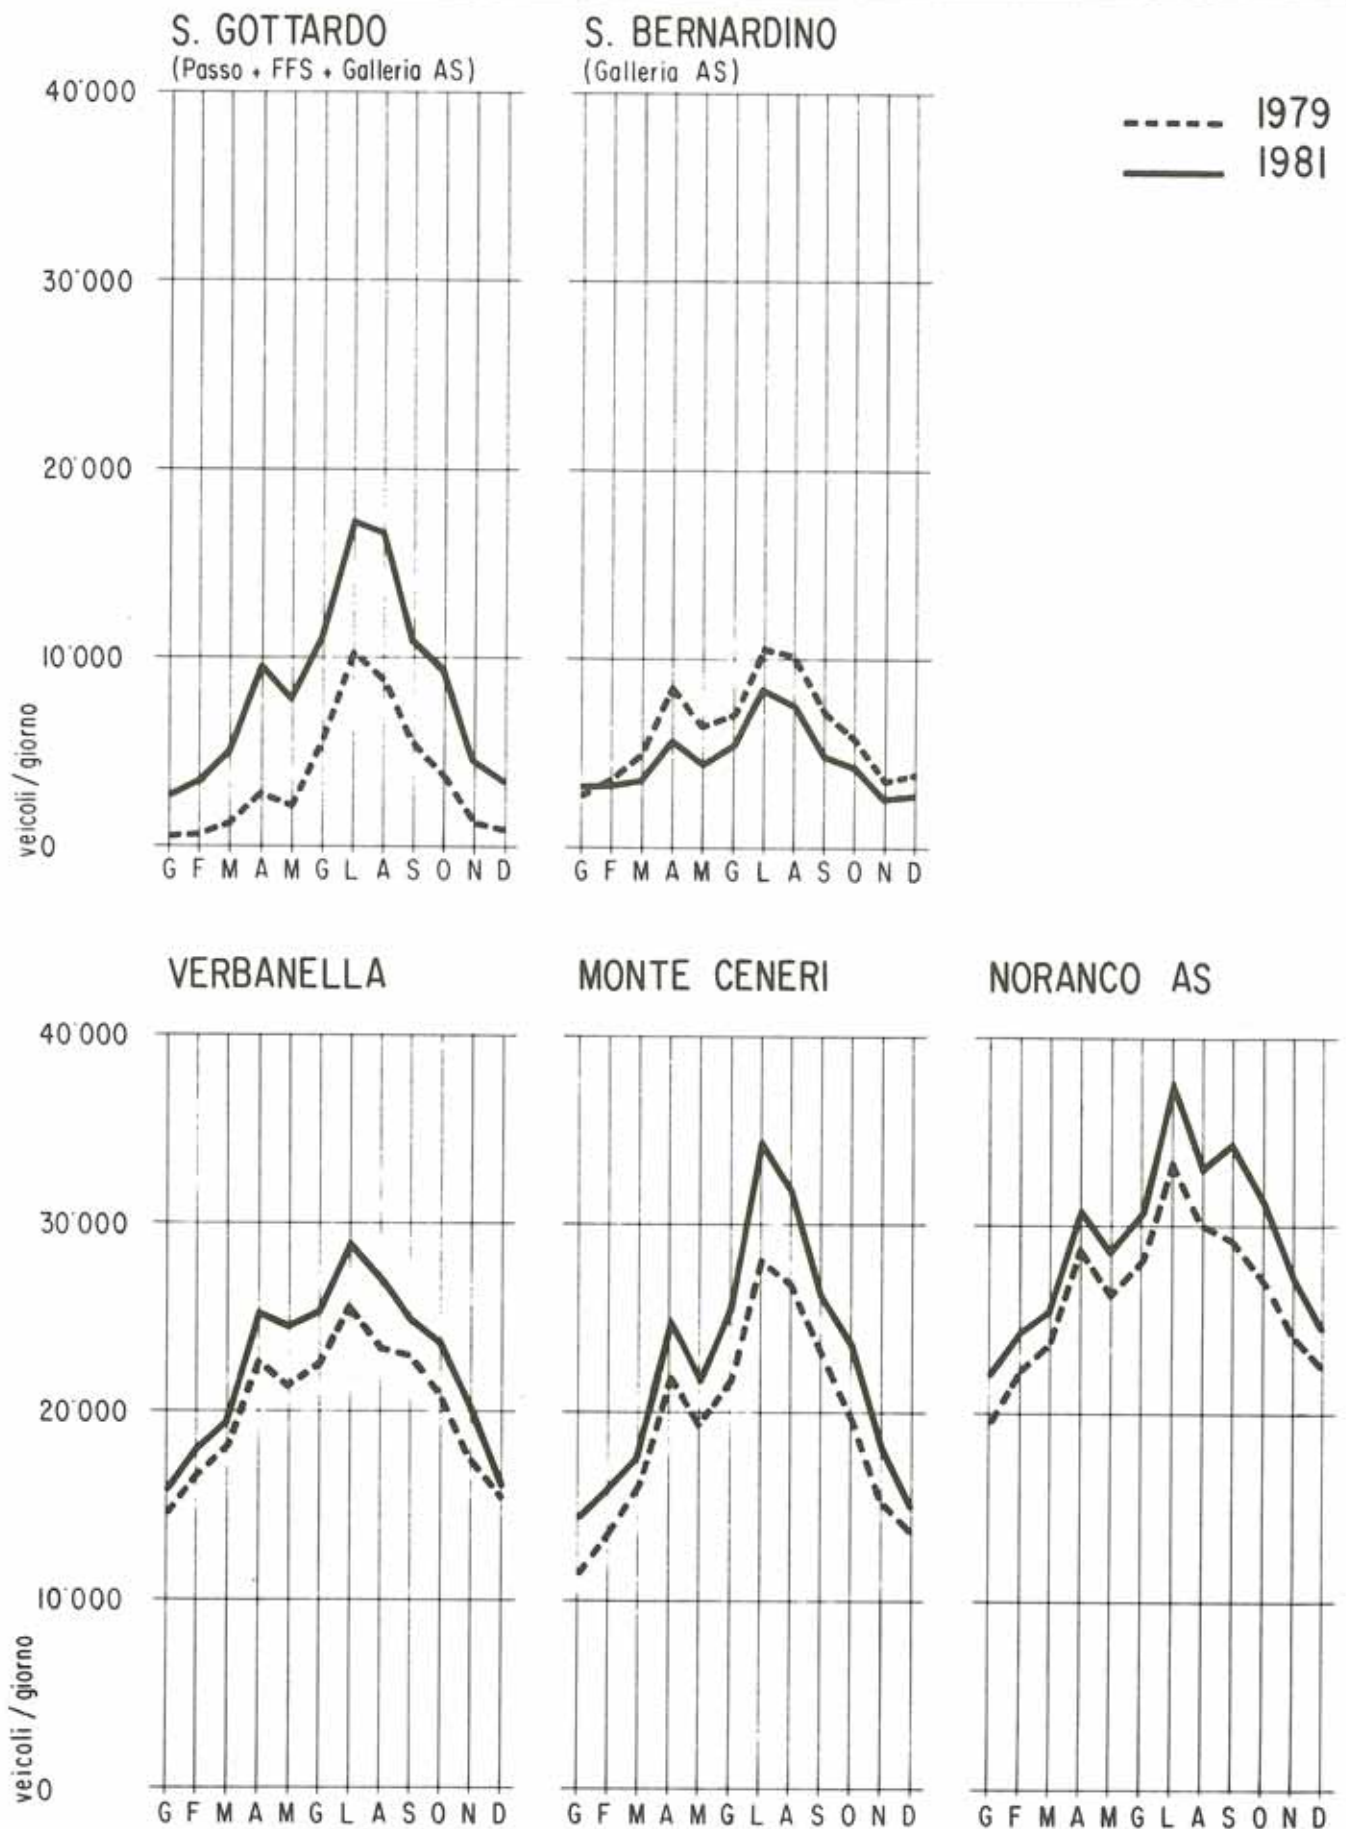 S. GOTTARDO
(Passo + FFS + Galleria AS)
S. BERNARDINO
(Galleria AS)
1979
1981
40'000
30'000
20'000
10'000
0
veicoli / giorno
G F M A M G L A S O N D
G F M A M G L A S O N D
VERBANELLA
MONTE CENERI
NORANCO AS
40'000
30'000
20'000
10'000
0
veicoli / giorno
G F M A M G L A S O N D
G F M A M G L A S O N D
G F M A M G L A S O N D